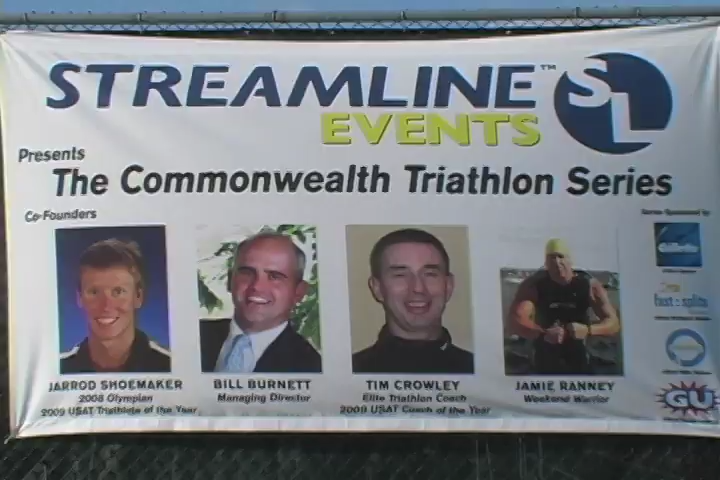 STREAMLINE™
EVENTS
SL
Presents
The Commonwealth Triathlon Series
Co-Founders
JARROD SHOEMAKER
2008 Olympian
2009 USAT Triathlete of the Year
BILL BURNETT
Managing Director
TIM CROWLEY
Elite Triathlon Coach
2009 USAT Coach of the Year
JAMIE RANNEY
Weekend Warrior
Gillette
fast splits
GU